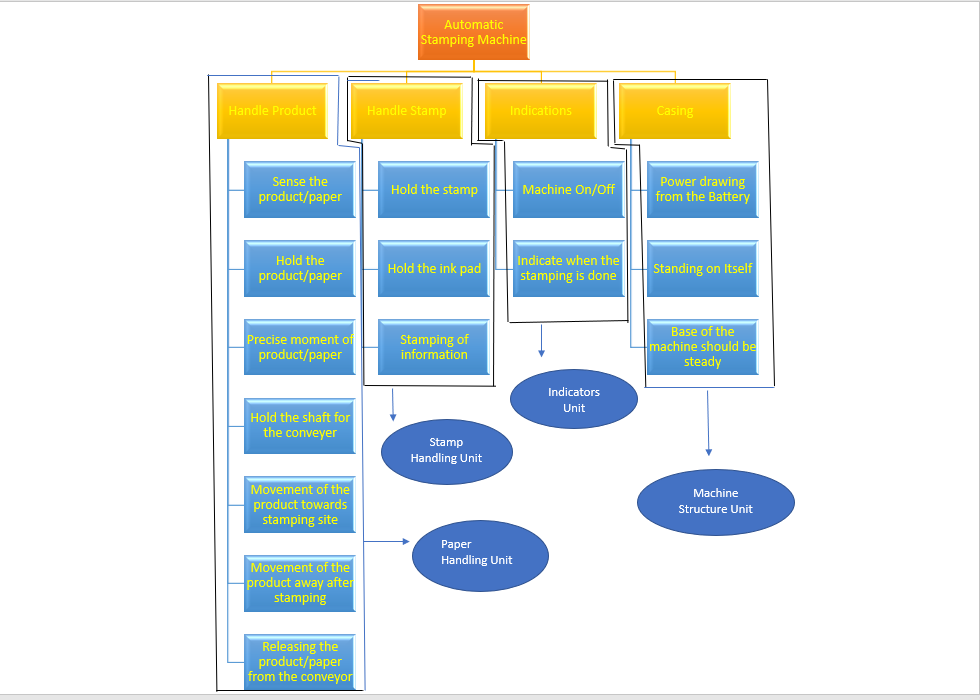 Automatic
Stamping Machine
Handle Product
Handle Stamp
Indications
Casing
Sense the
product/paper
Hold the
product/paper
Precise moment of
product/paper
Hold the shaft for
the conveyer
Movement of the
product towards
stamping site
Movement of the
product away after
stamping
Releasing the
product/paper
from the conveyor
Hold the stamp
Hold the ink pad
Stamping of
information
Machine On/Off
Indicate when the
stamping is done
Power drawing
from the Battery
Standing on Itself
Base of the
machine should be
steady
Indicators
Unit
Stamp
Handling Unit
Machine
Structure Unit
Paper
Handling Unit